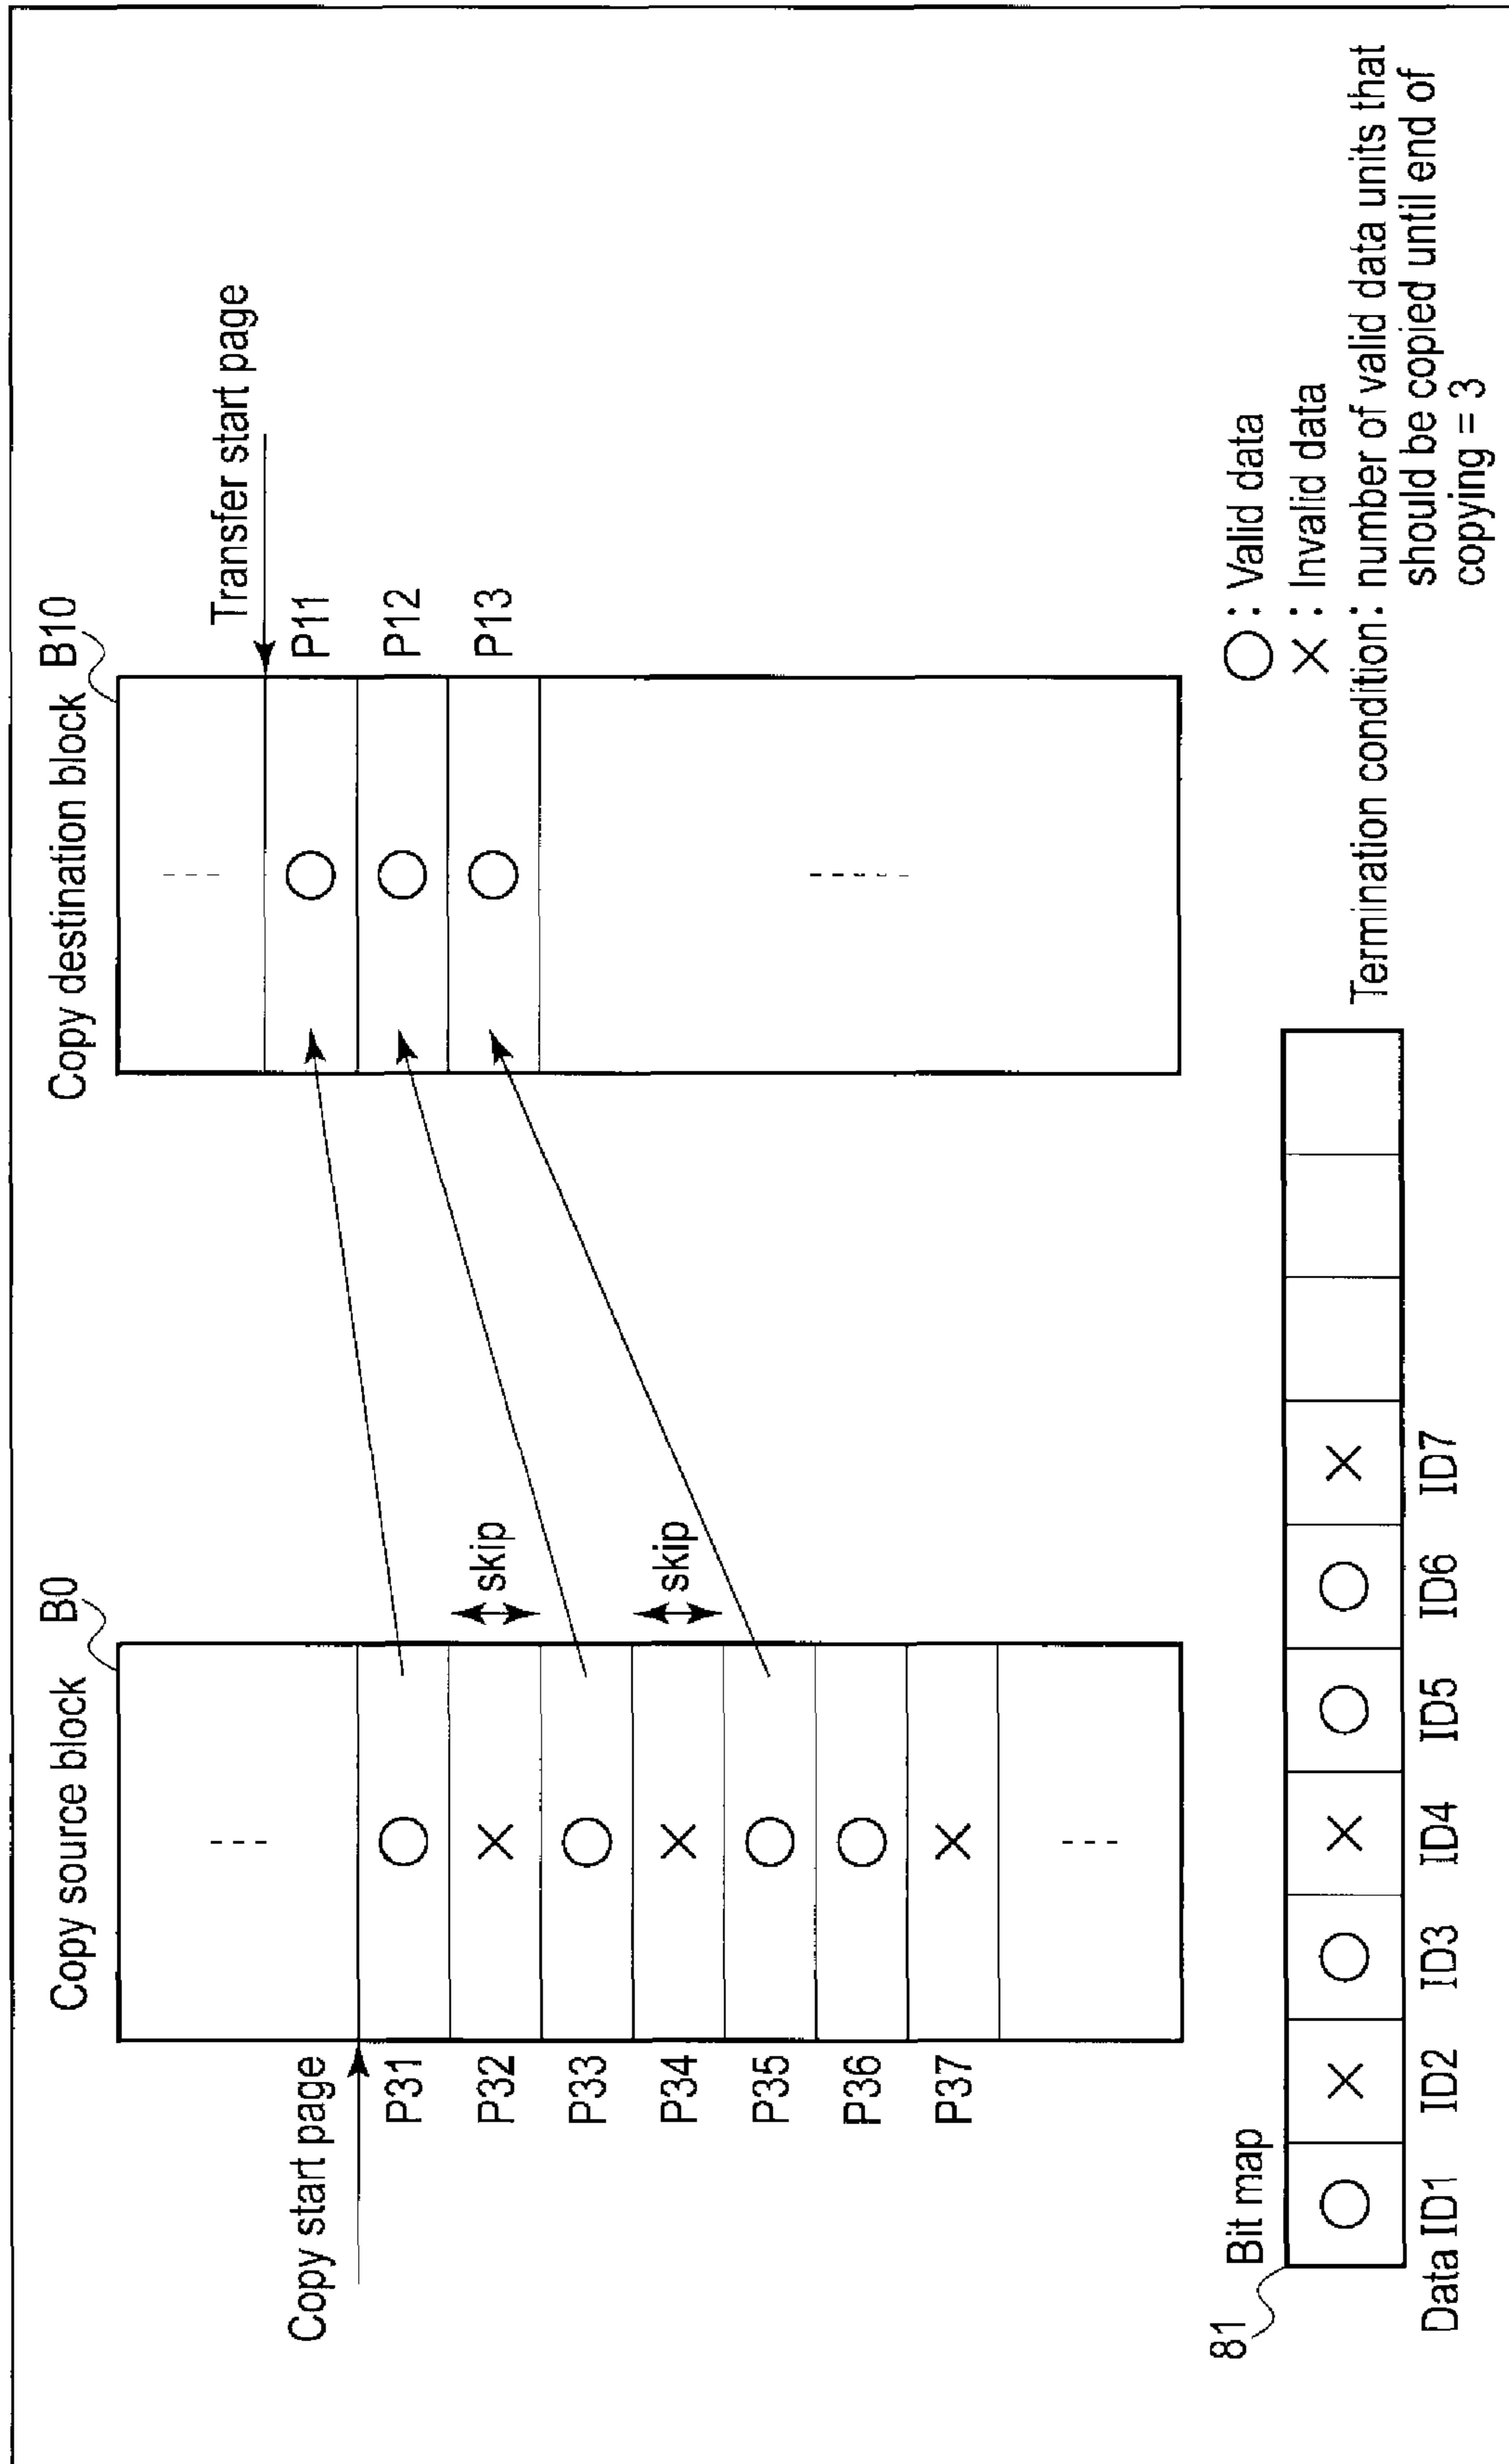 Copy source block B0
Copy destination block B10
Copy start page
Transfer start page
P31
P32
P33
P34
P35
P36
P37
skip
skip
P11
P12
P13
81
Bit map
Data ID1 ID2 ID3 ID4 ID5 ID6 ID7
○ : Valid data
× : Invalid data
Termination condition : number of valid data units that
should be copied until end of
copying = 3